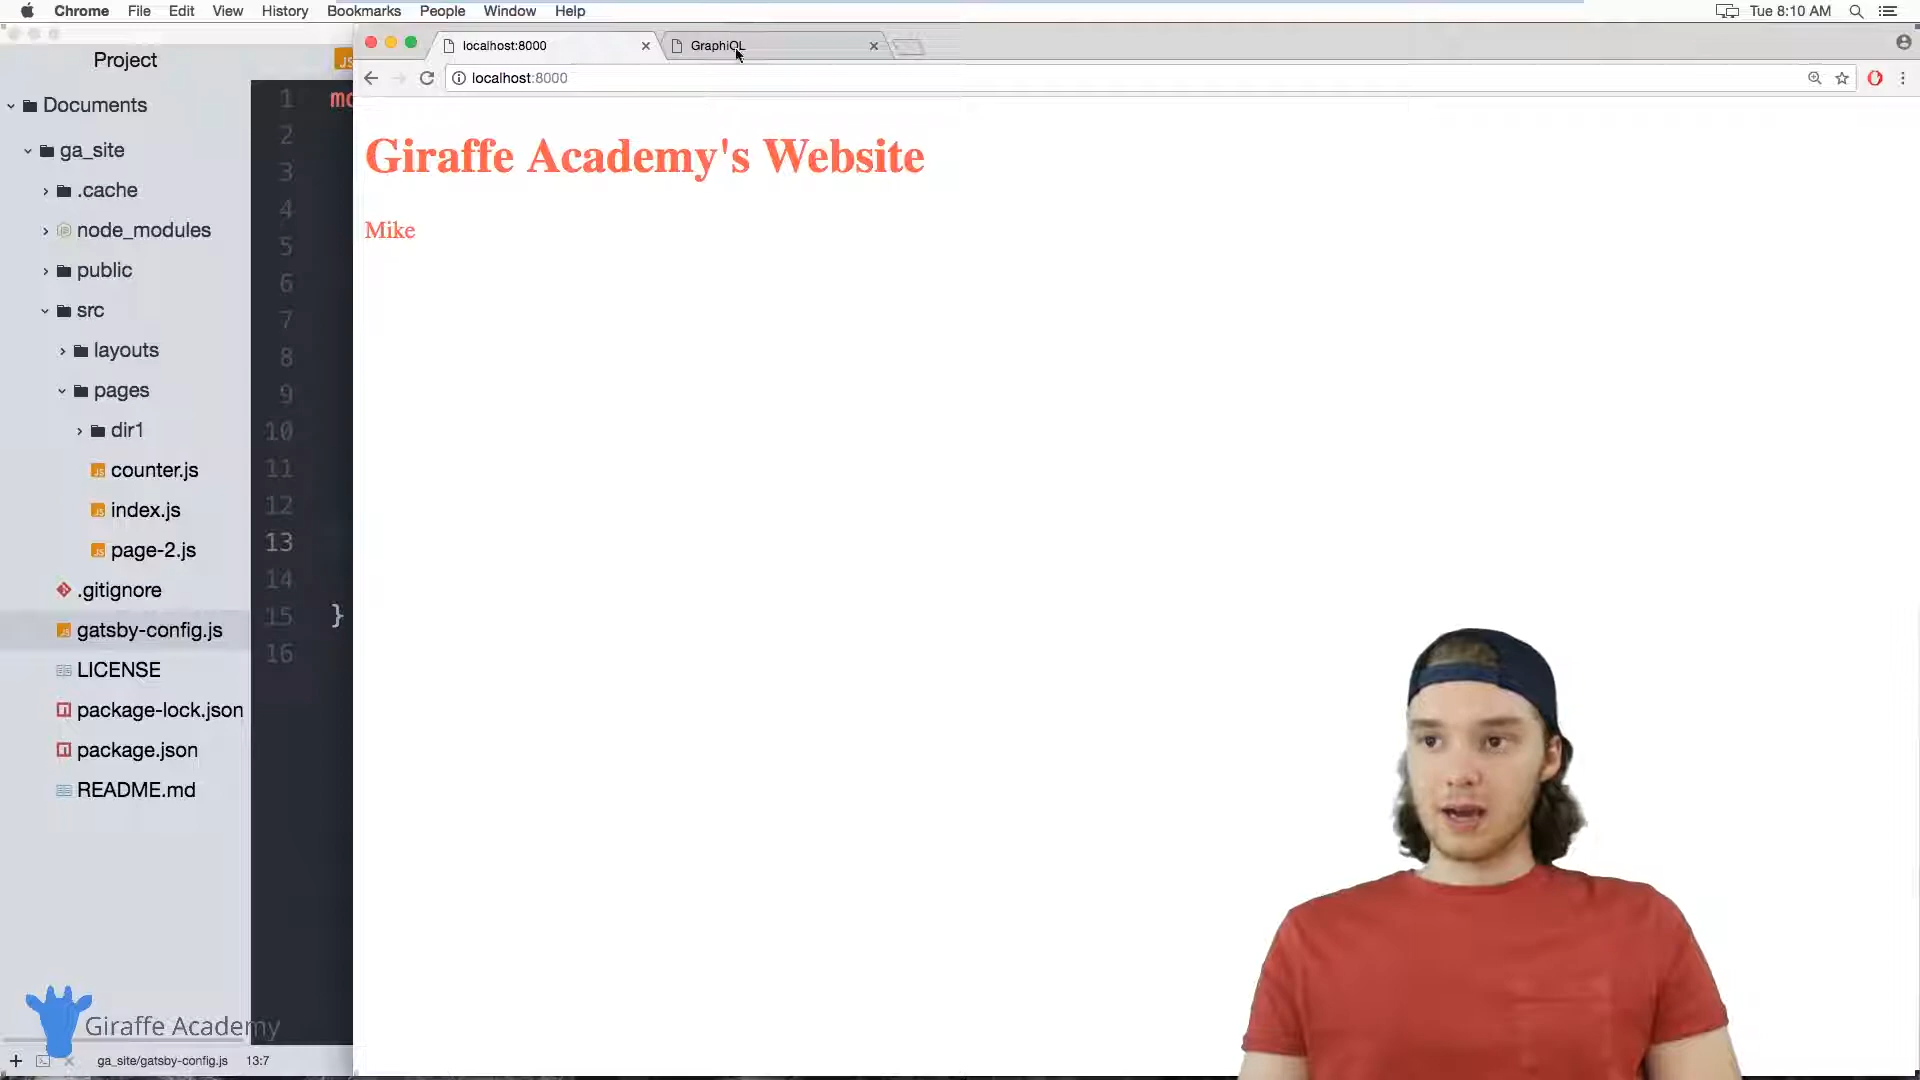 Chrome File Edit View History Bookmarks People Window Help
Tue 8:10 AM
Project
localhost:8000
GraphiQL
localhost:8000
Documents
ga_site
.cache
node_modules
public
src
layouts
pages
dir1
counter.js
index.js
page-2.js
.gitignore
gatsby-config.js
LICENSE
package-lock.json
package.json
README.md
1
2
3
4
5
6
7
8
9
10
11
12
13
14
15 }
16
Giraffe Academy's Website
Mike
Giraffe Academy
ga_site/gatsby-config.js 13:7